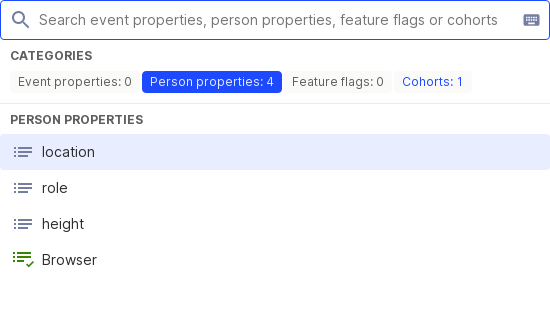 Search event properties, person properties, feature flags or cohorts
CATEGORIES
Event properties: 0 Person properties: 4 Feature flags: 0 Cohorts: 1
PERSON PROPERTIES
location
role
height
Browser